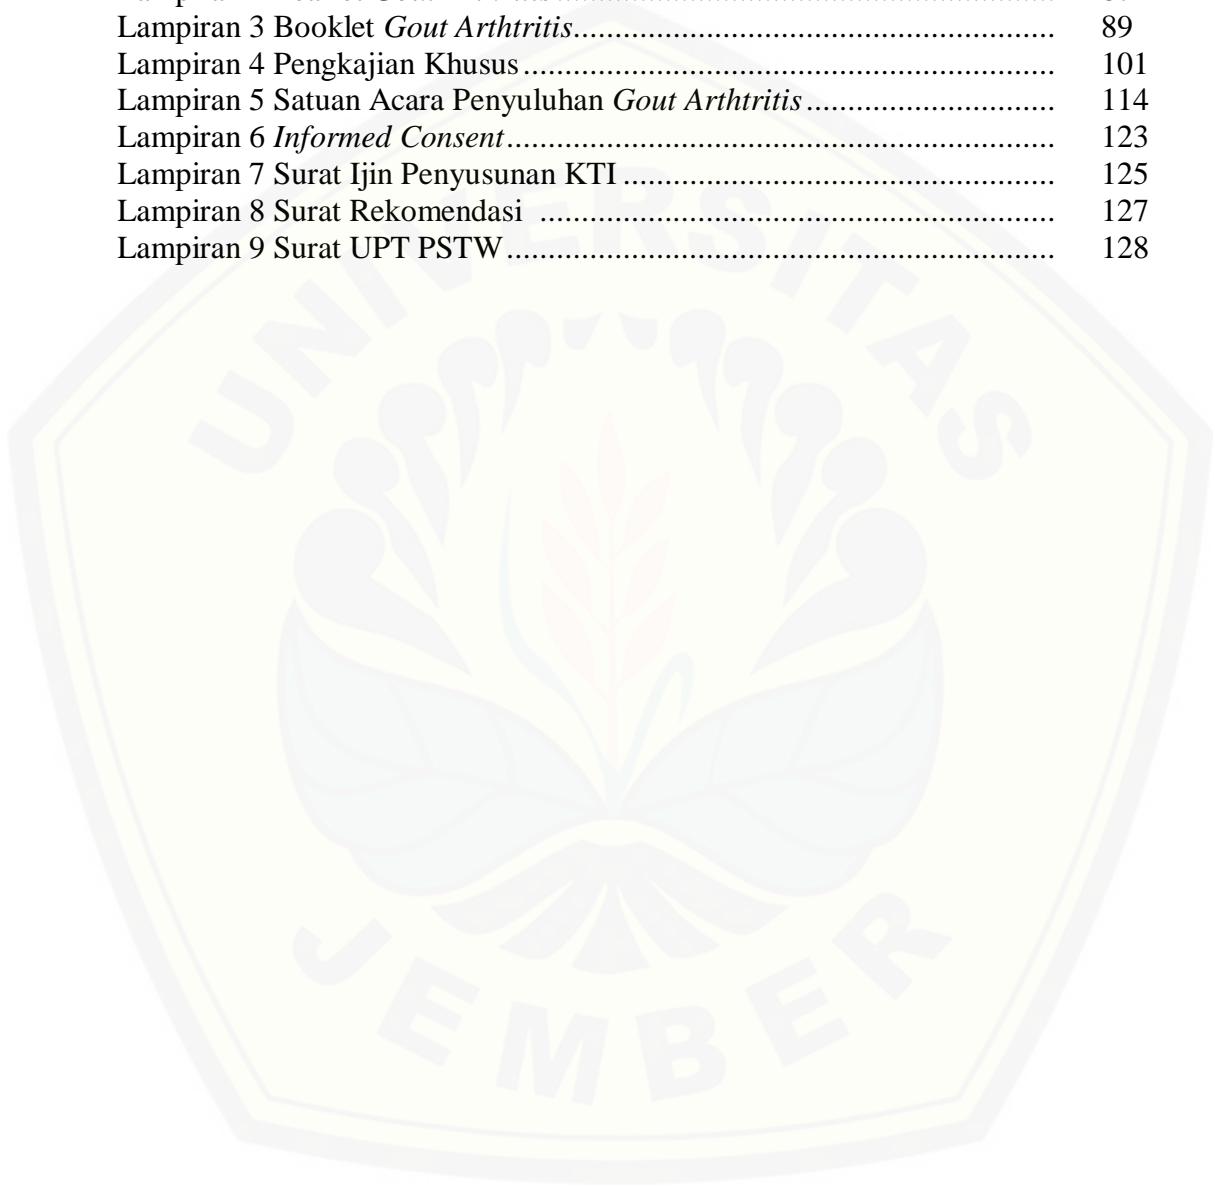 Lampiran 3 Booklet Gout Arthtritis.......................................................... 89
Lampiran 4 Pengkajian Khusus................................................................ 101
Lampiran 5 Satuan Acara Penyuluhan Gout Arthtritis.............................. 114
Lampiran 6 Informed Consent.................................................................. 123
Lampiran 7 Surat Ijin Penyusunan KTI.................................................... 125
Lampiran 8 Surat Rekomendasi .............................................................. 127
Lampiran 9 Surat UPT PSTW.................................................................. 128
UNIVERSITAS
JEMBER